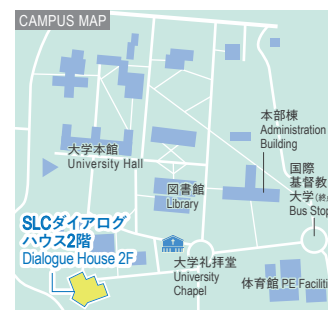 CAMPUS MAP
本部棟
Administration
Building
大学本館
University Hall
国際
基督教
大学
Bus Stop
図書館
Library
SLCダイアログ
ハウス2階
Dialogue House 2F
大学礼拝堂
University
Chapel
体育館 PE Faciliti